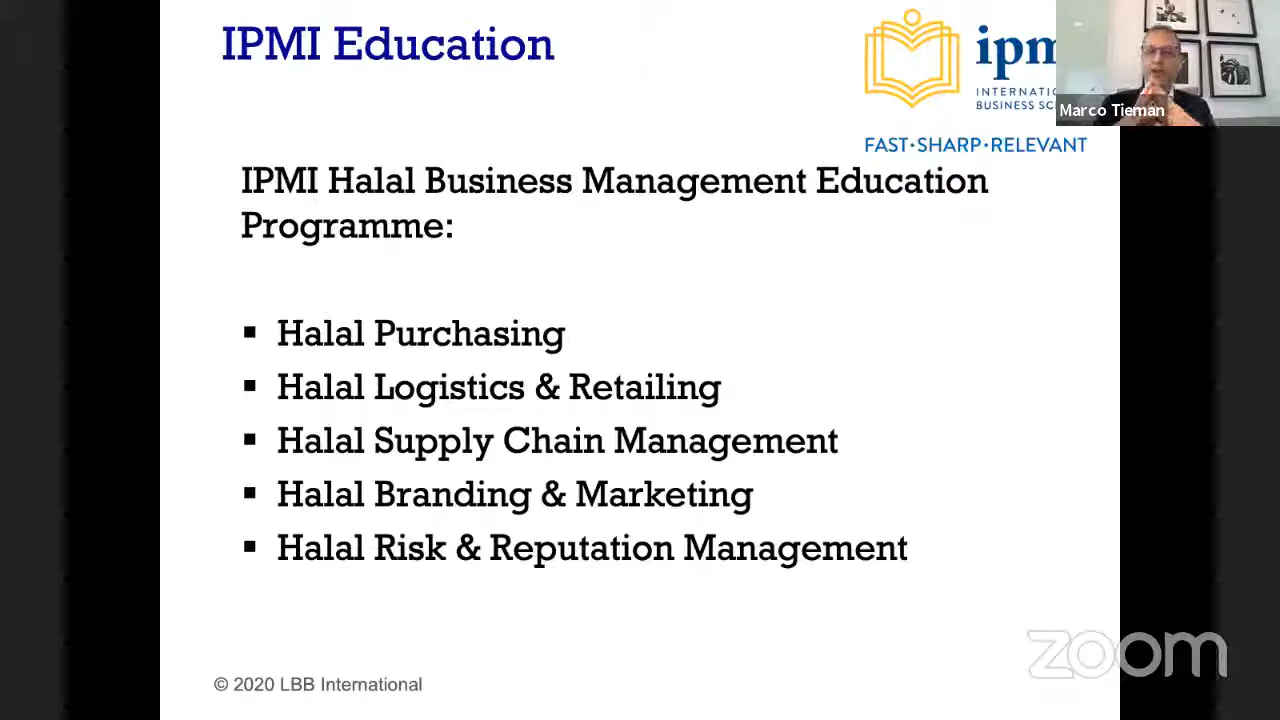 IPMI Education
ipm
INTERNATIO
BUSINESS SC
FAST·SHARP·RELEVANT
Marco Tieman
IPMI Halal Business Management Education
Programme:
▪ Halal Purchasing
▪ Halal Logistics & Retailing
▪ Halal Supply Chain Management
▪ Halal Branding & Marketing
▪ Halal Risk & Reputation Management
© 2020 LBB International
zoom